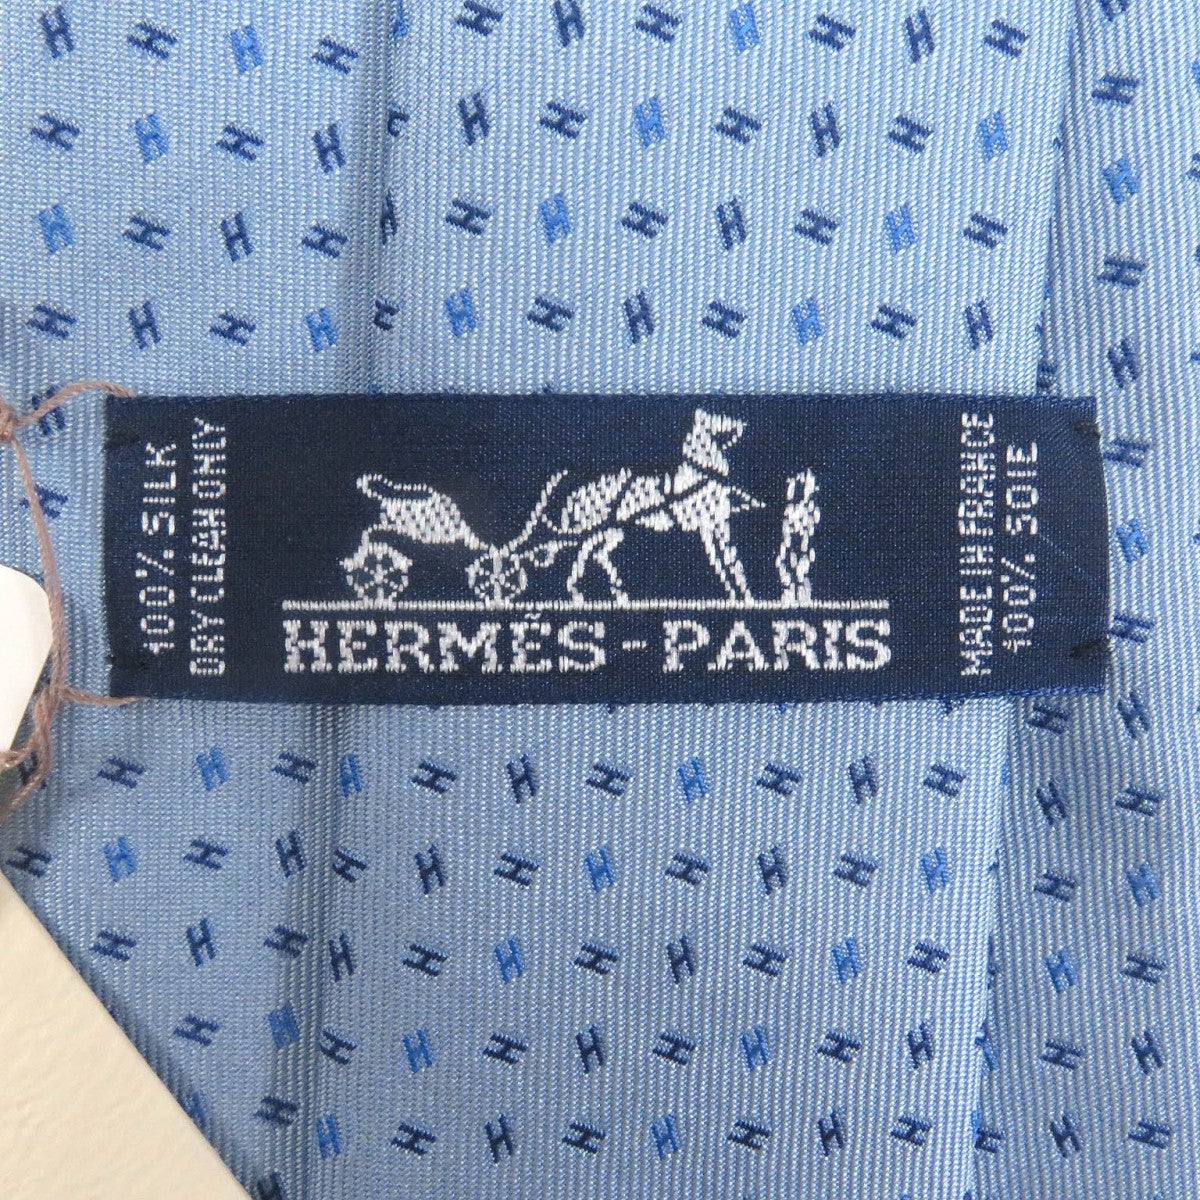 100% SILK
DRY CLEAN ONLY
HERMÈS-PARIS
MADE IN FRANCE
100% SOIE